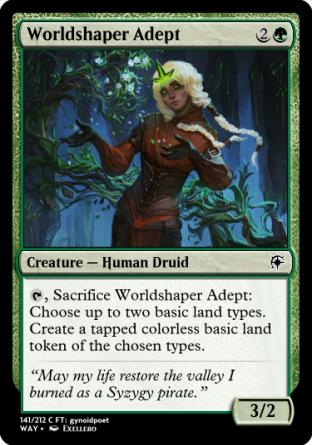 Worldshaper Adept 2
Creature — Human Druid
, Sacrifice Worldshaper Adept:
Choose up to two basic land types.
Create a tapped colorless basic land
token of the chosen types.
“May my life restore the valley I
burned as a Syzygy pirate.”
3/2
141/212 C FT: gynoidpoet
WAY • Exellero